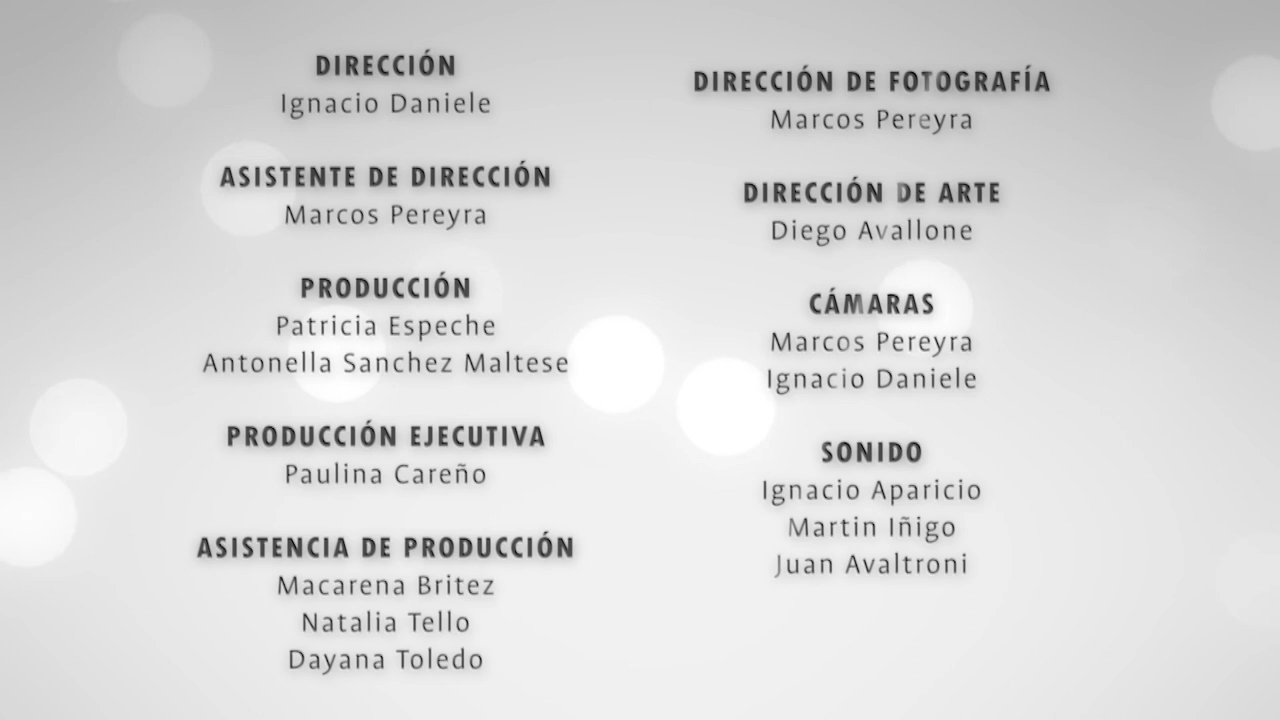 DIRECCIÓN
Ignacio Daniele
ASISTENTE DE DIRECCIÓN
Marcos Pereyra
PRODUCCIÓN
Patricia Espeche
Antonella Sanchez Maltese
PRODUCCIÓN EJECUTIVA
Paulina Careño
ASISTENCIA DE PRODUCCIÓN
Macarena Britez
Natalia Tello
Dayana Toledo
DIRECCIÓN DE FOTOGRAFÍA
Marcos Pereyra
DIRECCIÓN DE ARTE
Diego Avallone
CÁMARAS
Marcos Pereyra
Ignacio Daniele
SONIDO
Ignacio Aparicio
Martin Iñigo
Juan Avaltroni